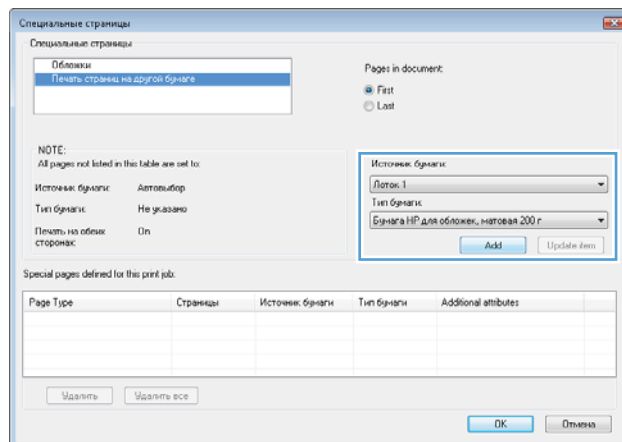 Специальные страницы
Специальные страницы
Обложки
Печать страниц на другой бумаге
Pages in document:
First
Last
NOTE:
All pages not listed in this table are set to:
Источник бумаги: Автовыбор
Тип бумаги: Не указано
Печать на обеих сторонах: On
Источник бумаги:
Лоток 1
Тип бумаги:
Бумага HP для обложек, матовая 200 г
Add Update item
Special pages defined for this print job:
Page Type Страницы Источник бумаги Тип бумаги Additional attributes
Удалить Удалить все
OK Отмена